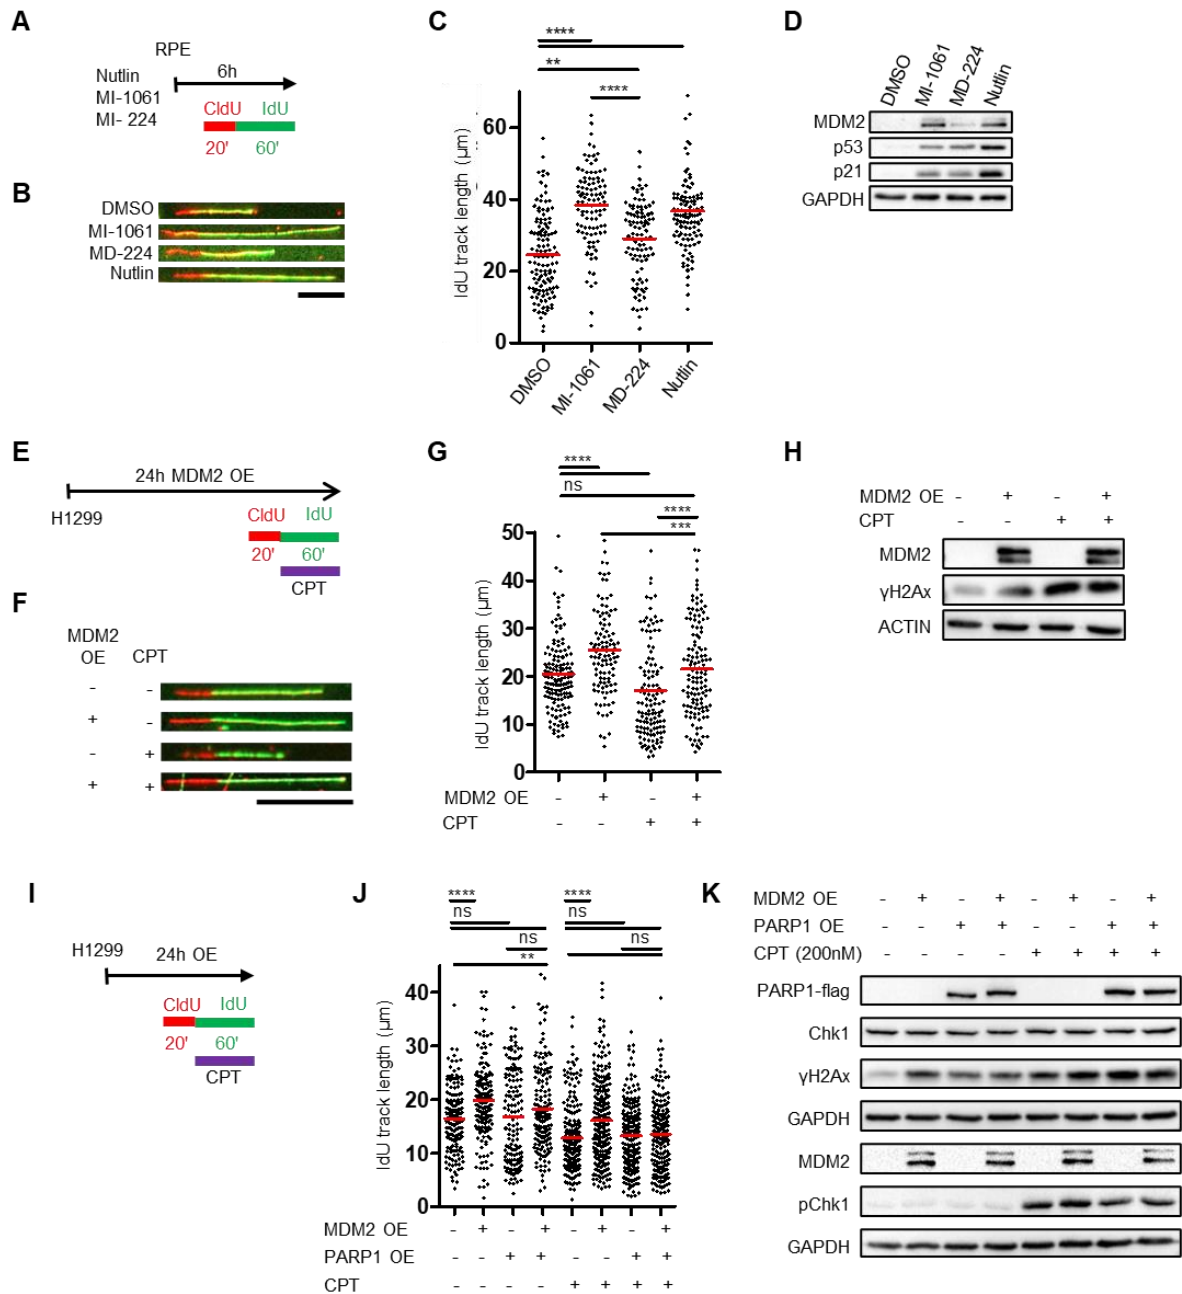 A
RPE
Nutlin
MI-1061
MI- 224
6h
CldU IdU
20' 60'
B
DMSO
MI-1061
MD-224
Nutlin
C
****
**
****
IdU track length (µm)
60
40
20
0
DMSO
MI-1061
MD-224
Nutlin
D
DMSO
MI-1061
MD-224
Nutlin
MDM2
p53
p21
GAPDH
E
24h MDM2 OE
H1299
CldU IdU
20' 60'
CPT
F
MDM2
OE CPT
- -
+ -
- +
+ +
G
****
ns
****
***
IdU track length (µm)
50
40
30
20
10
0
MDM2 OE - + - +
CPT - - + +
H
MDM2 OE - + - +
CPT - - + +
MDM2
γH2Ax
ACTIN
I
H1299
24h OE
CldU IdU
20' 60'
CPT
J
**** ****
ns ns
ns ns
**
IdU track length (µm)
40
30
20
10
0
MDM2 OE - + - + - + - +
PARP1 OE - - + + - - + +
CPT - - - - + + + +
K
MDM2 OE - + - + - + - +
PARP1 OE - - + + - - + +
CPT (200nM) - - - - + + + +
PARP1-flag
Chk1
γH2Ax
GAPDH
MDM2
pChk1
GAPDH